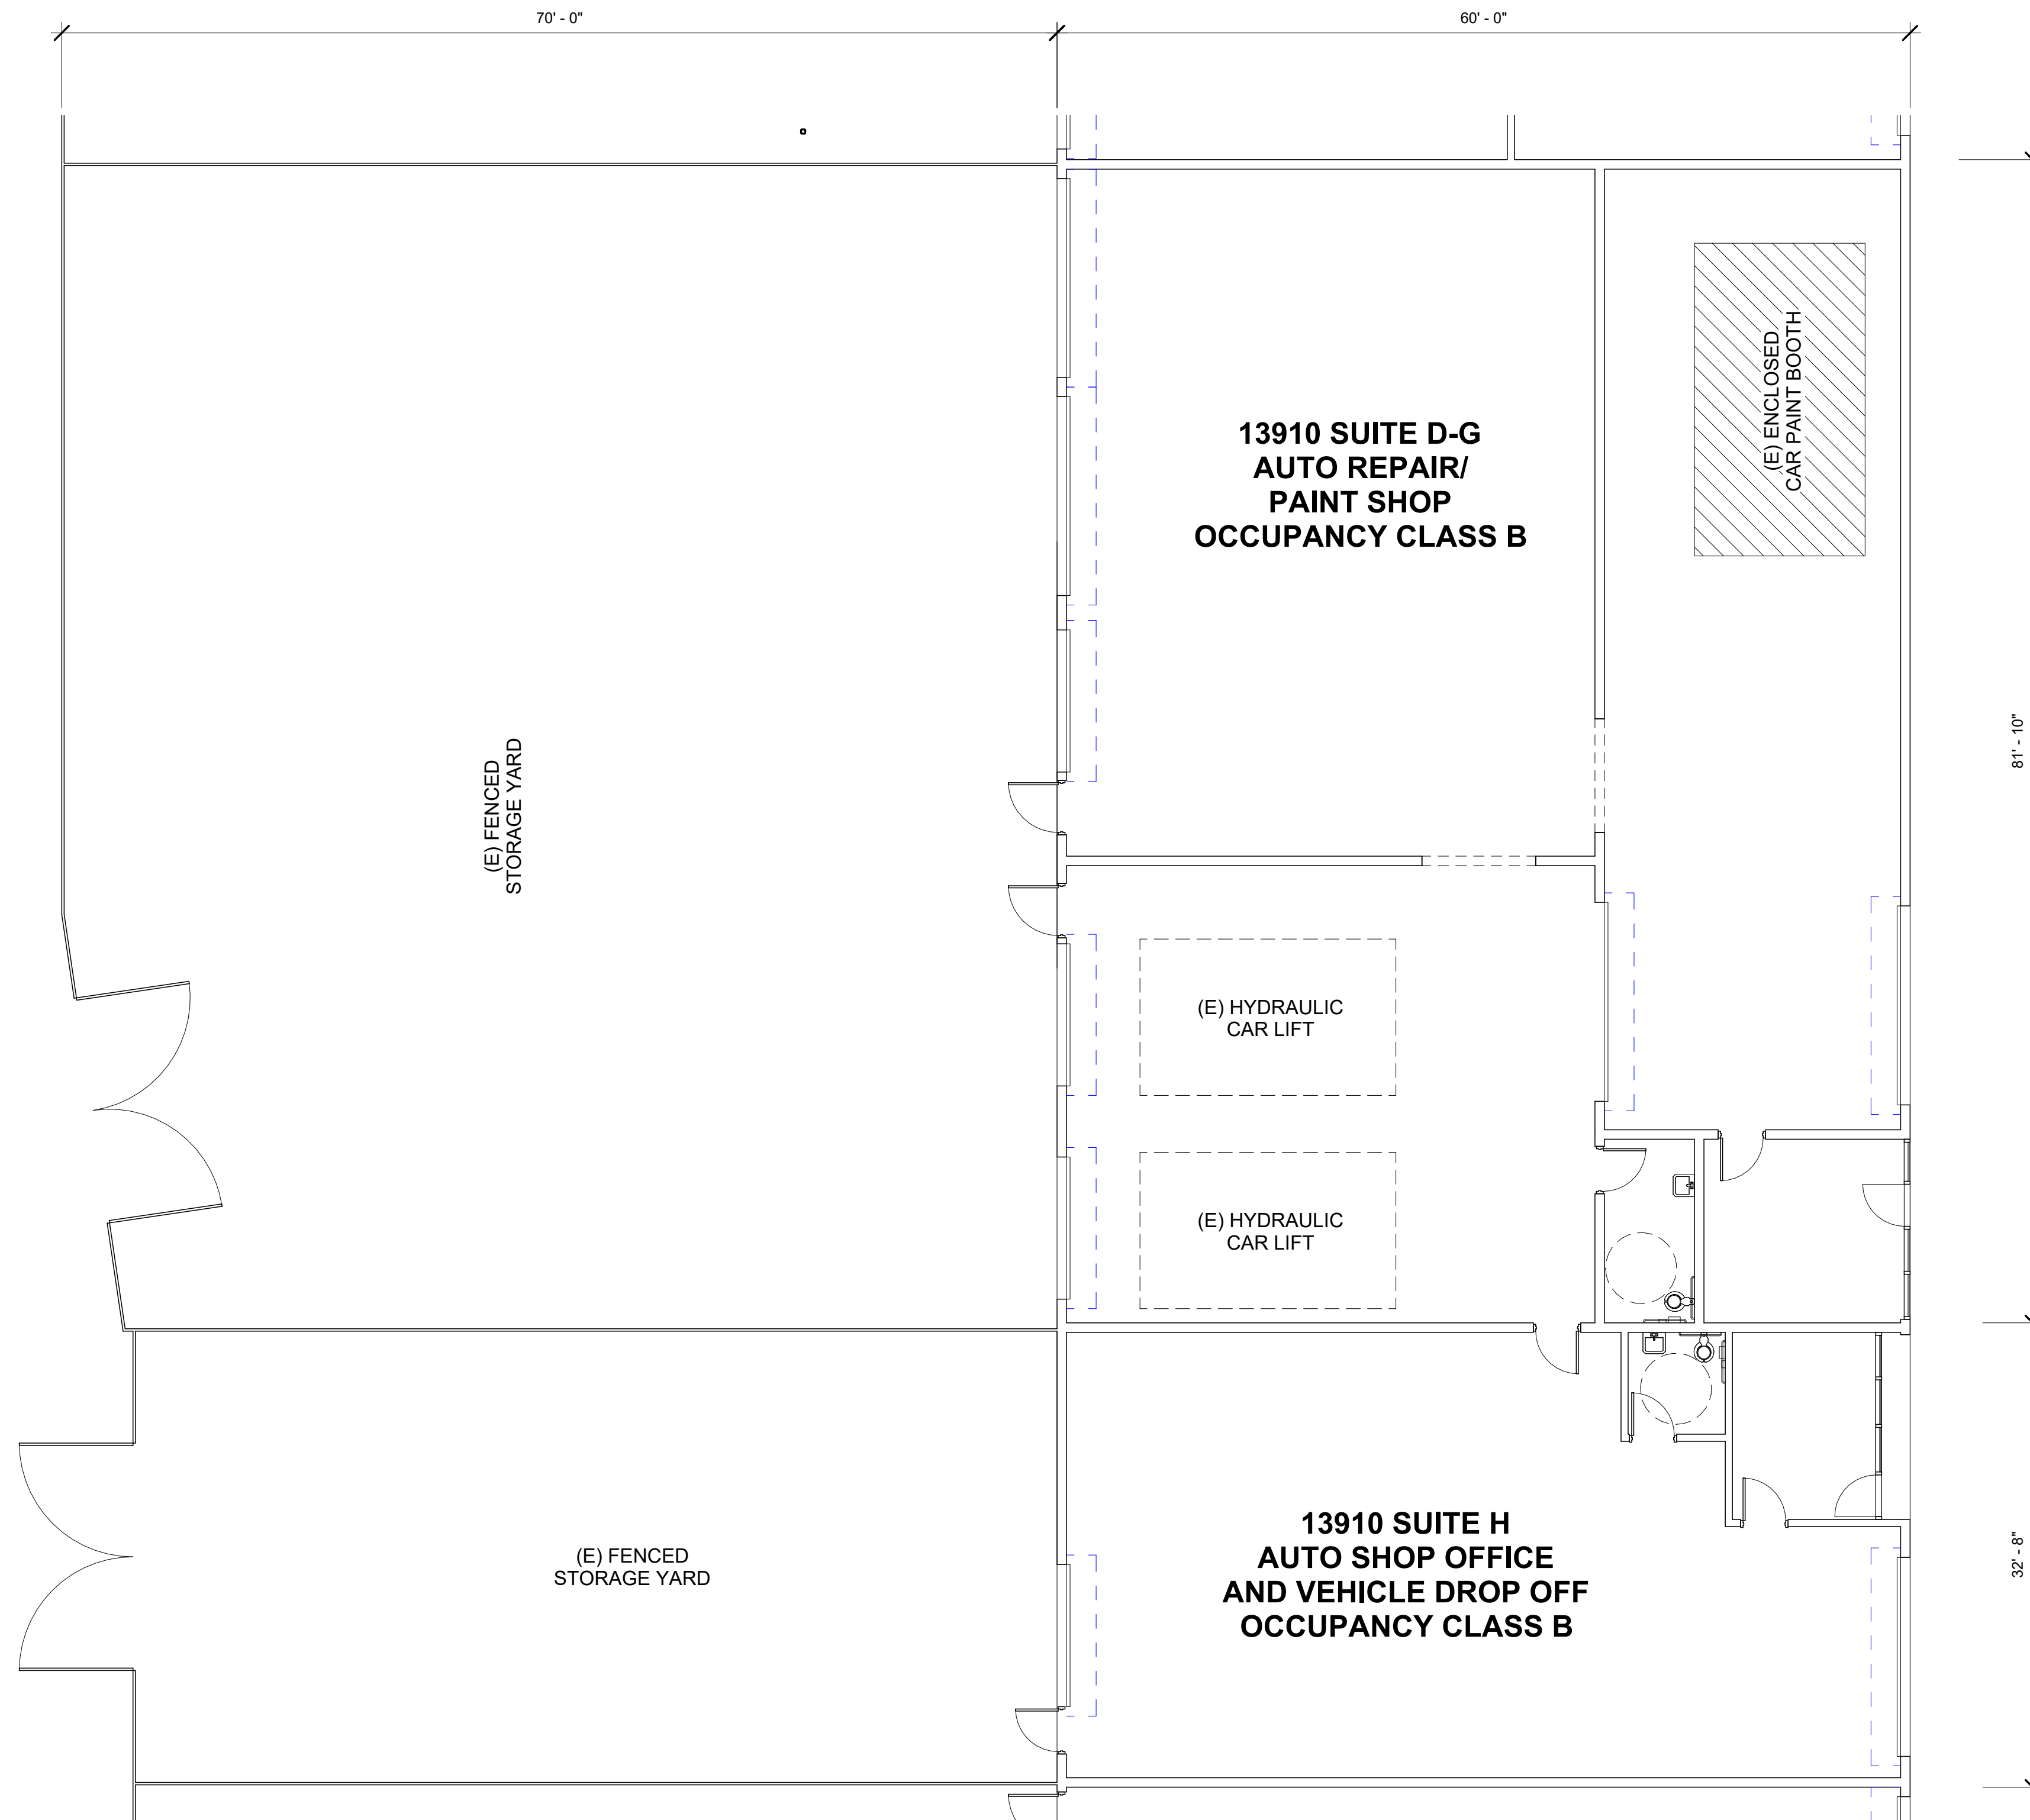 70' - 0"
60' - 0"
13910 SUITE D-G
AUTO REPAIR/
PAINT SHOP
OCCUPANCY CLASS B
(E) ENCLOSED
CAR PAINT BOOTH
(E) FENCED
STORAGE YARD
81' - 10"
(E) HYDRAULIC
CAR LIFT
(E) HYDRAULIC
CAR LIFT
(E) FENCED
STORAGE YARD
13910 SUITE H
AUTO SHOP OFFICE
AND VEHICLE DROP OFF
OCCUPANCY CLASS B
32' - 8"